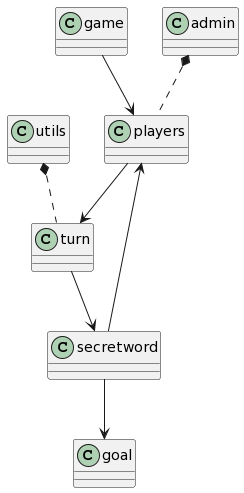 C game
C admin
C utils
C players
C turn
C secretword
C goal